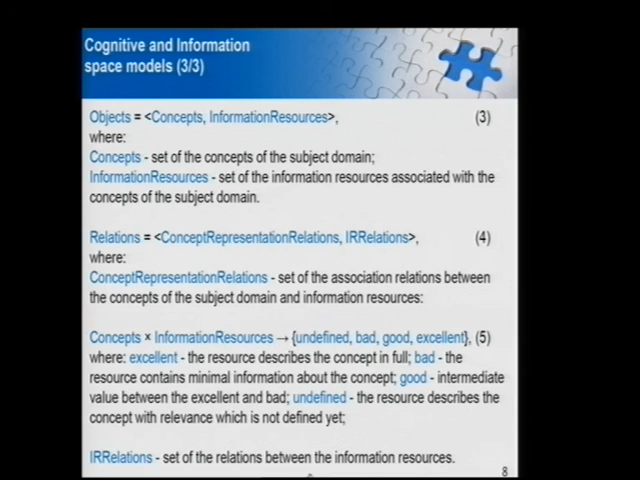 Cognitive and Information
space models (3/3)
Objects = <Concepts, InformationResources>, (3)
where:
Concepts - set of the concepts of the subject domain;
InformationResources - set of the information resources associated with the
concepts of the subject domain.
Relations = <ConceptRepresentationRelations, IRRelations>, (4)
where:
ConceptRepresentationRelations - set of the association relations between
the concepts of the subject domain and information resources:
Concepts × InformationResources → {undefined, bad, good, excellent}, (5)
where: excellent - the resource describes the concept in full; bad - the
resource contains minimal information about the concept; good - intermediate
value between the excellent and bad; undefined - the resource describes the
concept with relevance which is not defined yet;
IRRelations - set of the relations between the information resources.
8